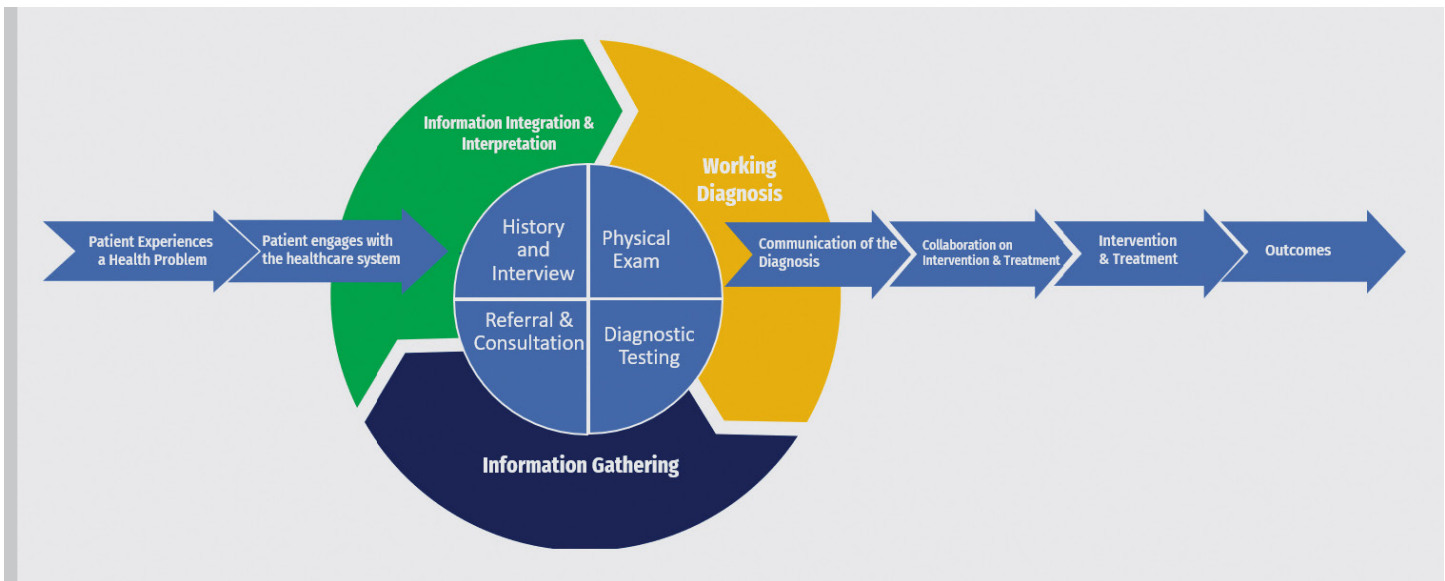 Patient Experiences
a Health Problem
Patient engages with
the healthcare system
Information Integration &
Interpretation
Working
Diagnosis
Information Gathering
History
and
Interview
Physical
Exam
Referral &
Consultation
Diagnostic
Testing
Communication of the
Diagnosis
Collaboration on
Intervention & Treatment
Intervention
& Treatment
Outcomes